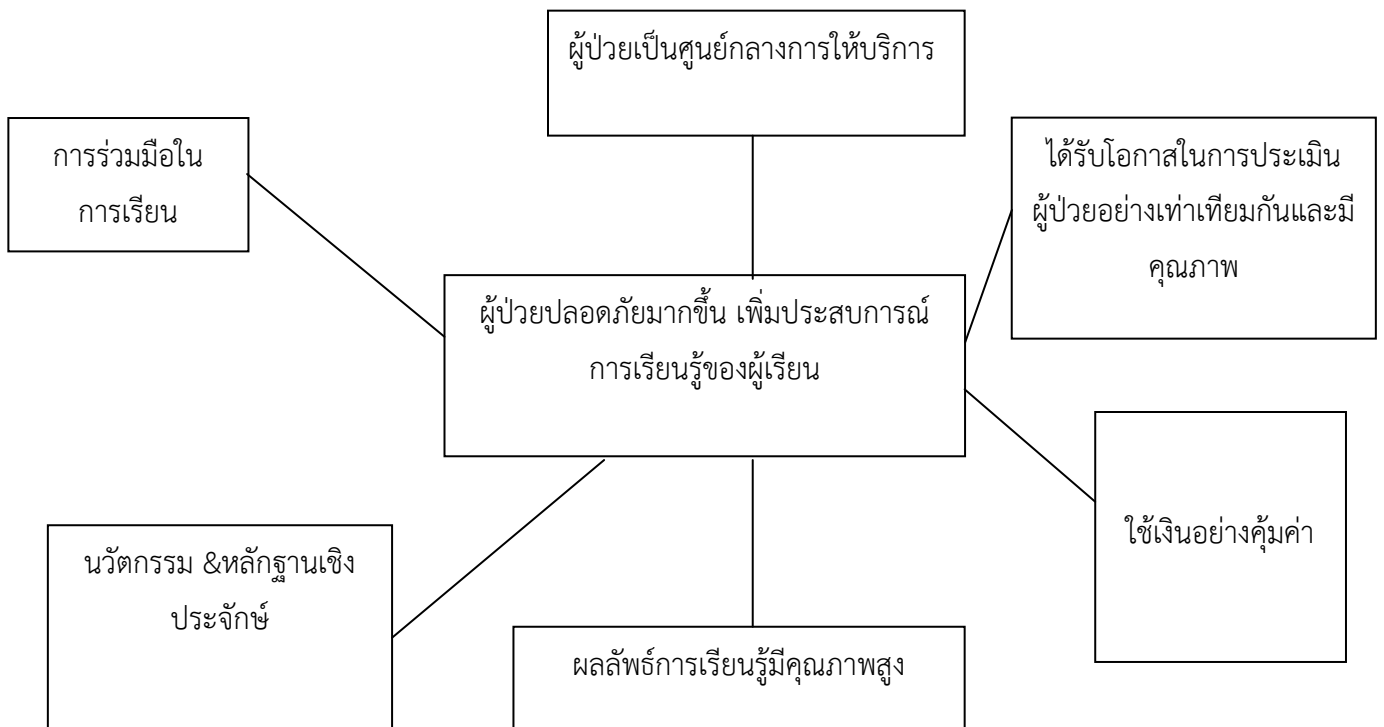 ผู้ป่วยเป็นศูนย์กลางการให้บริการ
การร่วมมือใน
การเรียน
ได้รับโอกาสในการประเมิน
ผู้ป่วยอย่างเท่าเทียมกันและมี
คุณภาพ
ผู้ป่วยปลอดภัยมากขึ้น เพิ่มประสบการณ์
การเรียนรู้ของผู้เรียน
ใช้เงินอย่างคุ้มค่า
นวัตกรรม &หลักฐานเชิง
ประจักษ์
ผลลัพธ์การเรียนรู้มีคุณภาพสูง